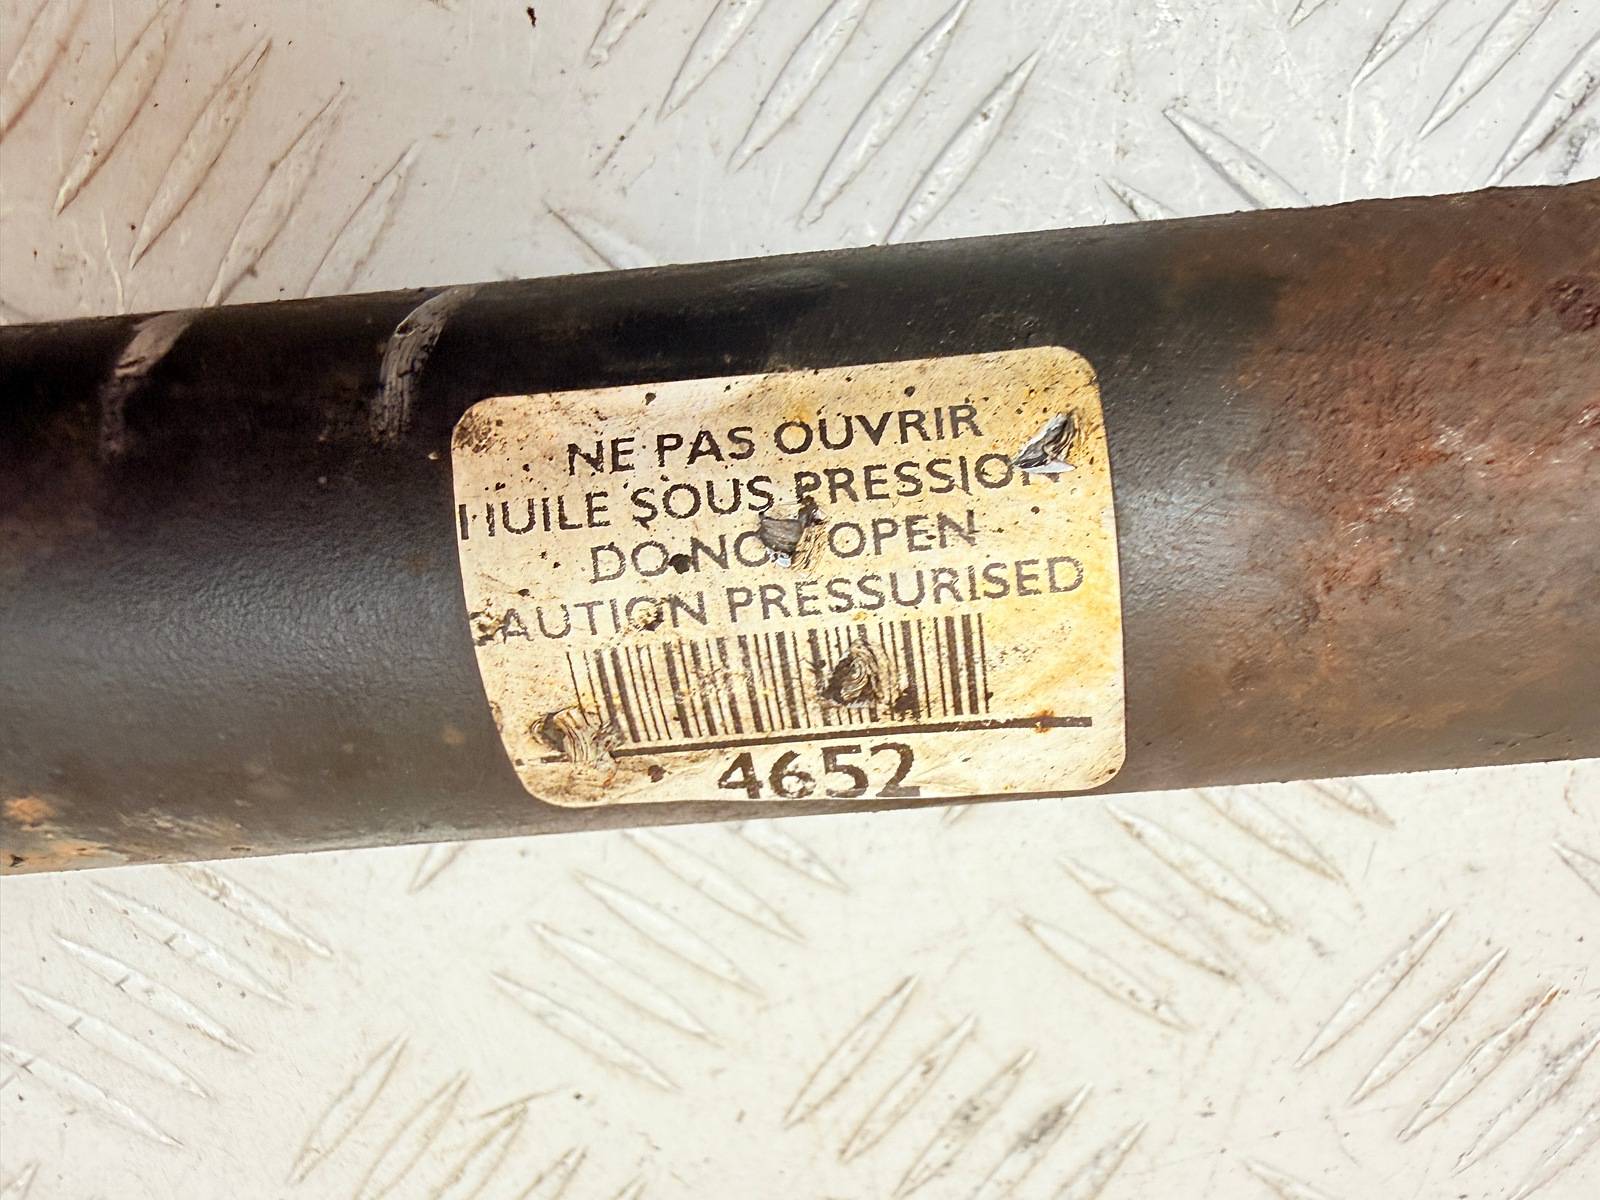 NE PAS OUVRIR
HUILE SOUS PRESSION
DO NOT OPEN
CAUTION PRESSURISED
4652